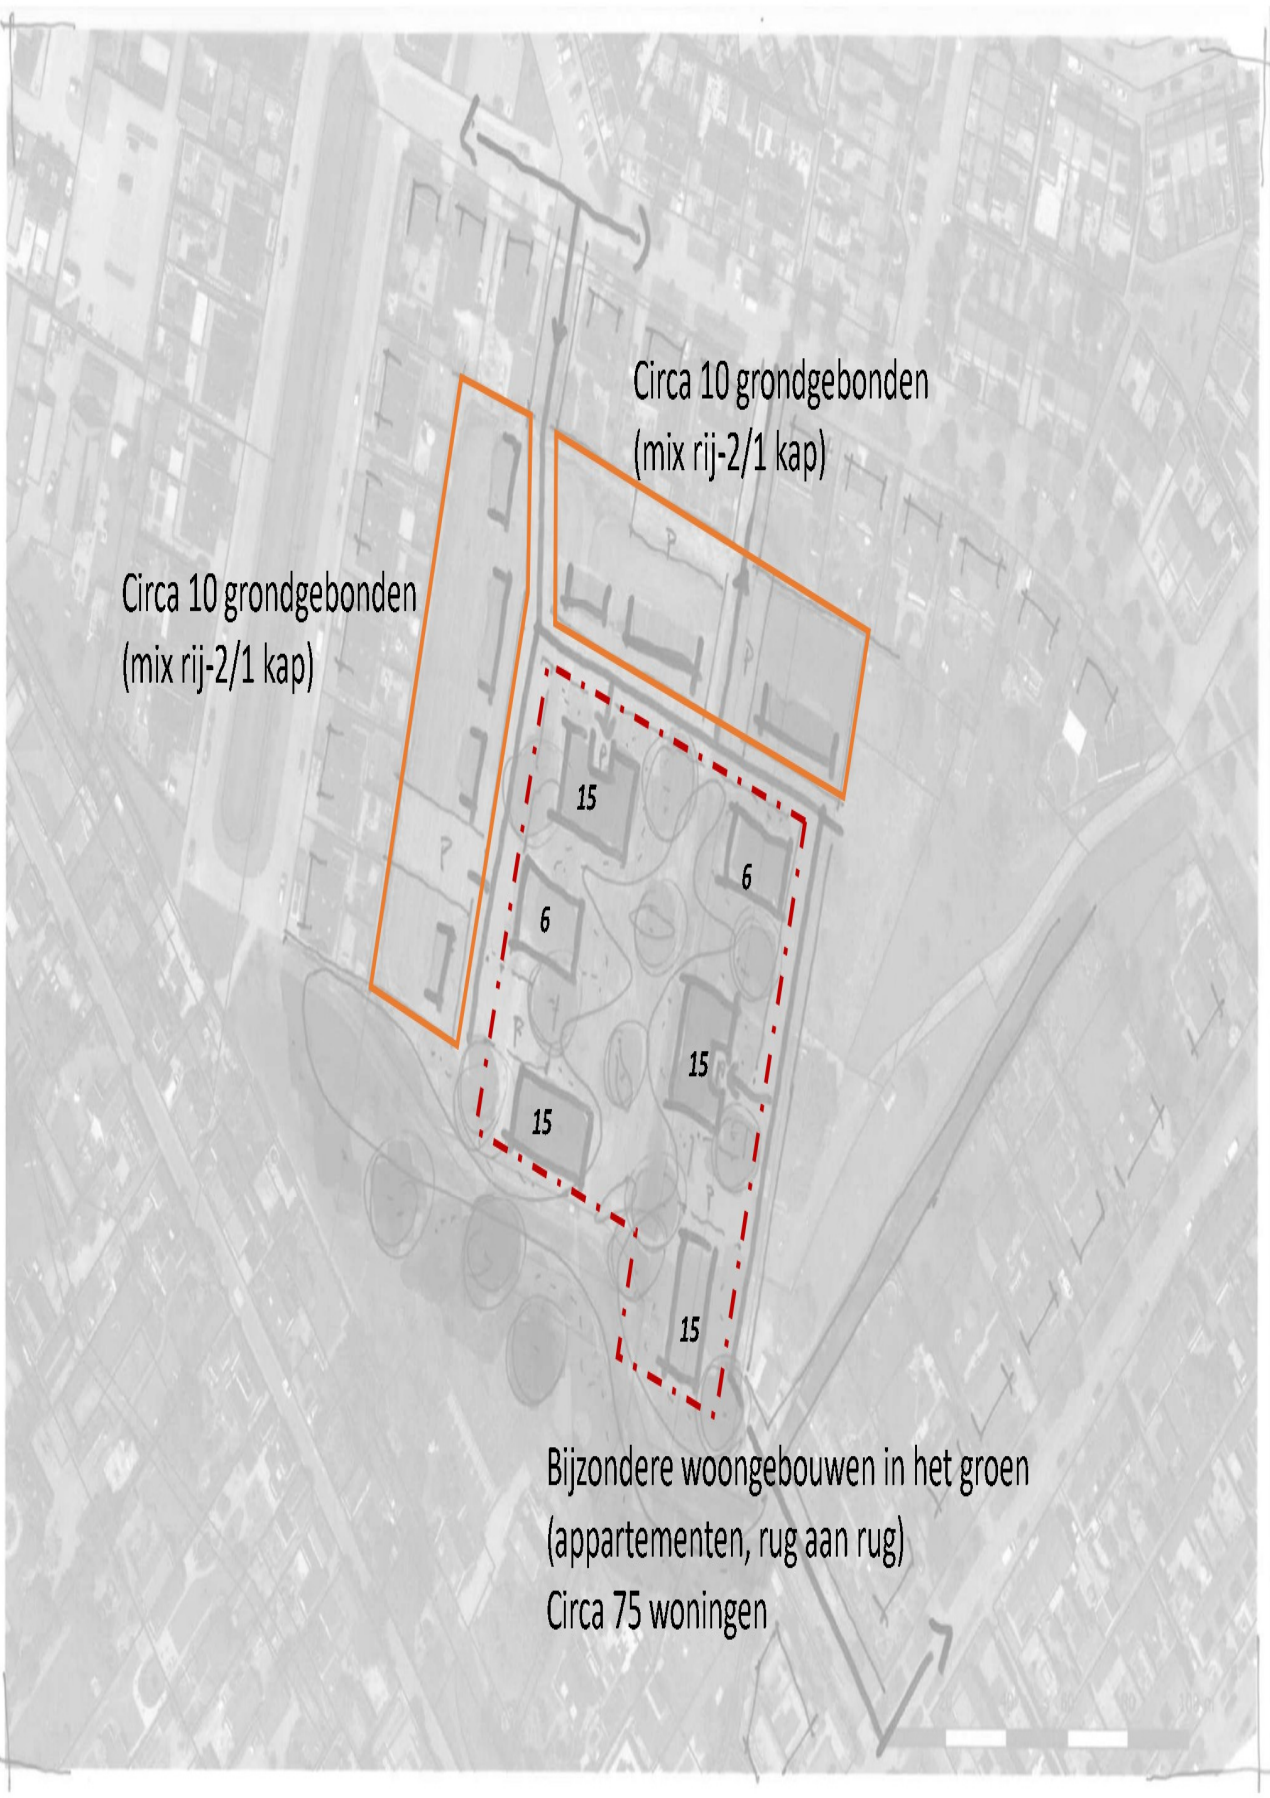 Circa 10 grondgebonden
(mix rij-2/1 kap)
P
Circa 10 grondgebonden
(mix rij-2/1 kap)
P
15
P
6
6
15
15
P
15
Bijzondere woongebouwen in het groen
(appartementen, rug aan rug)
Circa 75 woningen